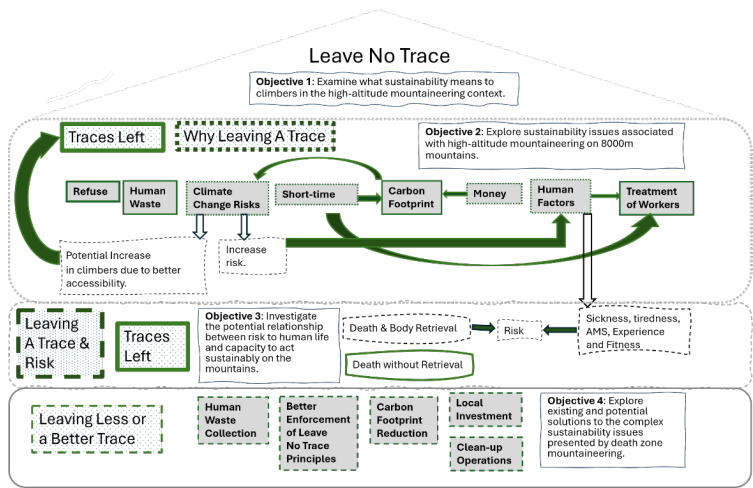 Leave No Trace
Objective 1: Examine what sustainability means to
climbers in the high-altitude mountaineering context.
Traces Left
Why Leaving A Trace
Objective 2: Explore sustainability issues associated
with high-altitude mountaineering on 8000m
mountains.
Refuse
Human
Waste
Climate
Change Risks
Short-time
Carbon
Footprint
Money
Human
Factors
Treatment
of Workers
Potential Increase
in climbers due to better
accessibility.
Increase
risk.
Leaving
A Trace &
Risk
Traces
Left
Objective 3: Investigate
the potential relationship
between risk to human life
and capacity to act
sustainably on the
mountains.
Death & Body Retrieval
Death without Retrieval
Risk
Sickness, tiredness,
AMS, Experience
and Fitness
Leaving Less or
a Better Trace
Human
Waste
Collection
Better
Enforcement
of Leave
No Trace
Principles
Carbon
Footprint
Reduction
Local
Investment
Clean-up
Operations
Objective 4: Explore
existing and potential
solutions to the complex
sustainability issues
presented by death zone
mountaineering.